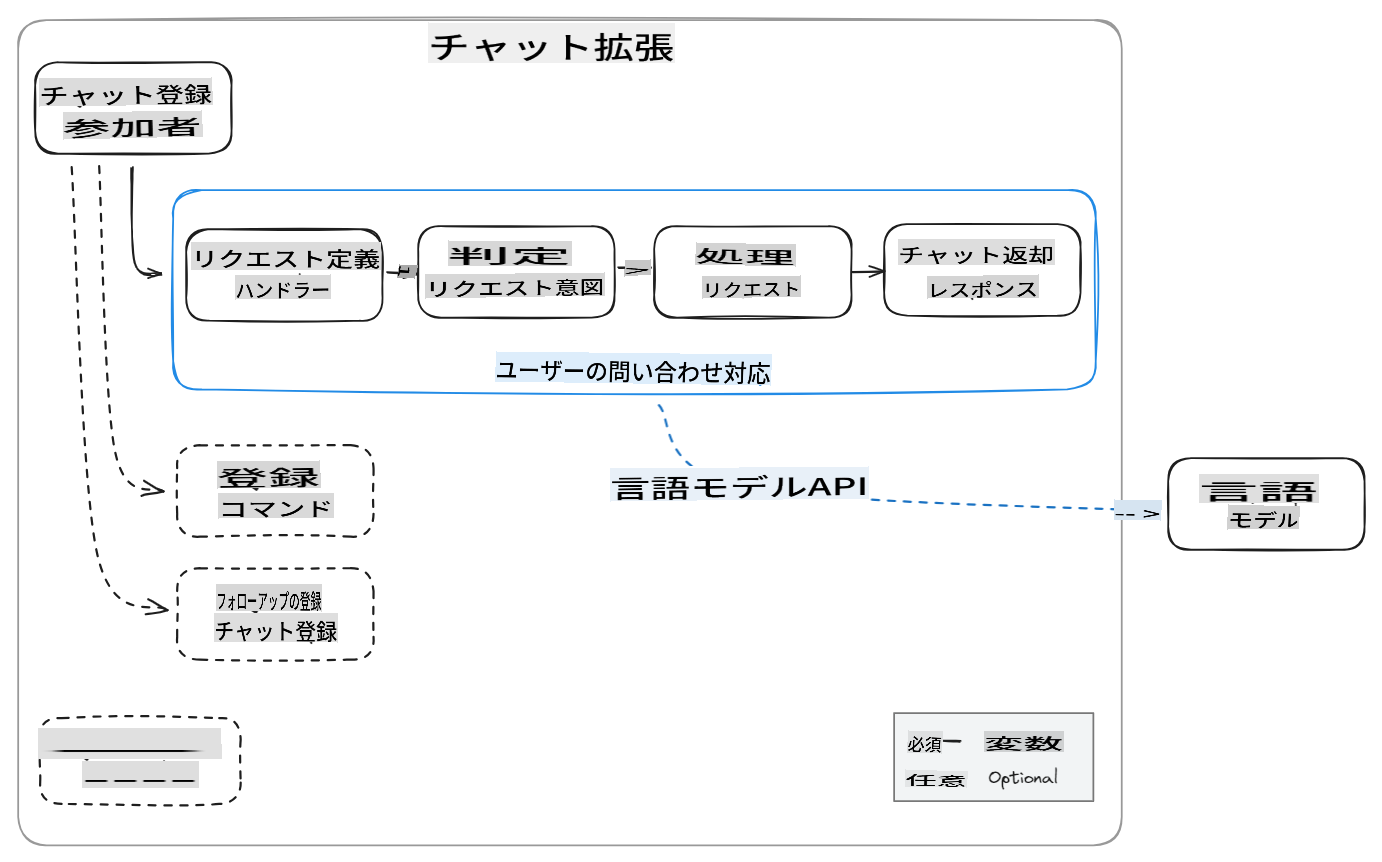 チャット拡張
チャット登録
参加者
リクエスト定義
ハンドラー
判定
リクエスト意図
処理
リクエスト
チャット返却
レスポンス
ユーザーの問い合わせ対応
登録
コマンド
言語モデルAPI
言語
モデル
フォローアップの登録
チャット登録
必須ー 変数
任意 Optional